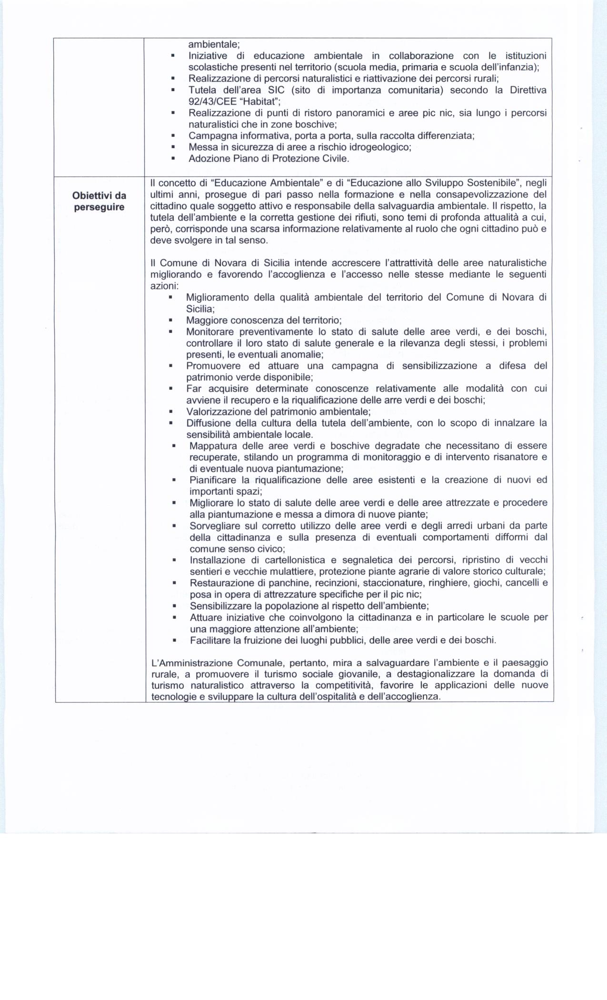 ambientale;
▪ Iniziative di educazione ambientale in collaborazione con le istituzioni
scolastiche presenti nel territorio (scuola media, primaria e scuola dell'infanzia);
▪ Realizzazione di percorsi naturalistici e riattivazione dei percorsi rurali;
▪ Tutela dell'area SIC (sito di importanza comunitaria) secondo la Direttiva
92/43/CEE “Habitat”;
▪ Realizzazione di punti di ristoro panoramici e aree pic nic, sia lungo i percorsi
naturalistici che in zone boschive;
▪ Campagna informativa, porta a porta, sulla raccolta differenziata;
▪ Messa in sicurezza di aree a rischio idrogeologico;
▪ Adozione Piano di Protezione Civile.
Obiettivi da
perseguire
Il concetto di “Educazione Ambientale” e di “Educazione allo Sviluppo Sostenibile”, negli
ultimi anni, prosegue di pari passo nella formazione e nella consapevolizzazione del
cittadino quale soggetto attivo e responsabile della salvaguardia ambientale. Il rispetto, la
tutela dell'ambiente e la corretta gestione dei rifiuti, sono temi di profonda attualità a cui,
però, corrisponde una scarsa informazione relativamente al ruolo che ogni cittadino può e
deve svolgere in tal senso.
Il Comune di Novara di Sicilia intende accrescere l'attrattività delle aree naturalistiche
migliorando e favorendo l'accoglienza e l'accesso nelle stesse mediante le seguenti
azioni:
▪ Miglioramento della qualità ambientale del territorio del Comune di Novara di
Sicilia;
▪ Maggiore conoscenza del territorio;
▪ Monitorare preventivamente lo stato di salute delle aree verdi, e dei boschi,
controllare il loro stato di salute generale e la rilevanza degli stessi, i problemi
presenti, le eventuali anomalie;
▪ Promuovere ed attuare una campagna di sensibilizzazione a difesa del
patrimonio verde disponibile;
▪ Far acquisire determinate conoscenze relativamente alle modalità con cui
avviene il recupero e la riqualificazione delle arre verdi e dei boschi;
▪ Valorizzazione del patrimonio ambientale;
▪ Diffusione della cultura della tutela dell'ambiente, con lo scopo di innalzare la
sensibilità ambientale locale.
▪ Mappatura delle aree verdi e boschive degradate che necessitano di essere
recuperate, stilando un programma di monitoraggio e di intervento risanatore e
di eventuale nuova piantumazione;
▪ Pianificare la riqualificazione delle aree esistenti e la creazione di nuovi ed
importanti spazi;
▪ Migliorare lo stato di salute delle aree verdi e delle aree attrezzate e procedere
alla piantumazione e messa a dimora di nuove piante;
▪ Sorvegliare sul corretto utilizzo delle aree verdi e degli arredi urbani da parte
della cittadinanza e sulla presenza di eventuali comportamenti difformi dal
comune senso civico;
▪ Installazione di cartellonistica e segnaletica dei percorsi, ripristino di vecchi
sentieri e vecchie mulattiere, protezione piante agrarie di valore storico culturale;
▪ Restaurazione di panchine, recinzioni, staccionature, ringhiere, giochi, cancelli e
posa in opera di attrezzature specifiche per il pic nic;
▪ Sensibilizzare la popolazione al rispetto dell'ambiente;
▪ Attuare iniziative che coinvolgono la cittadinanza e in particolare le scuole per
una maggiore attenzione all'ambiente;
▪ Facilitare la fruizione dei luoghi pubblici, delle aree verdi e dei boschi.
L'Amministrazione Comunale, pertanto, mira a salvaguardare l'ambiente e il paesaggio
rurale, a promuovere il turismo sociale giovanile, a destagionalizzare la domanda di
turismo naturalistico attraverso la competitività, favorire le applicazioni delle nuove
tecnologie e sviluppare la cultura dell'ospitalità e dell'accoglienza.